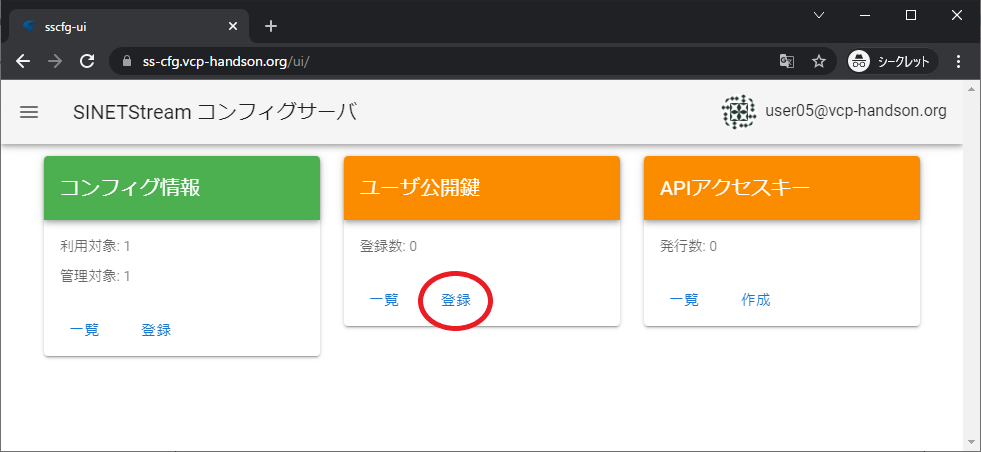 sscfg-ui
ss-cfg.vcp-handson.org/ui/
シークレット
SINETStream コンフィグサーバ
user05@vcp-handson.org
コンフィグ情報
利用対象: 1
管理対象: 1
一覧 登録
ユーザ公開鍵
登録数: 0
一覧 登録
APIアクセスキー
発行数: 0
一覧 作成